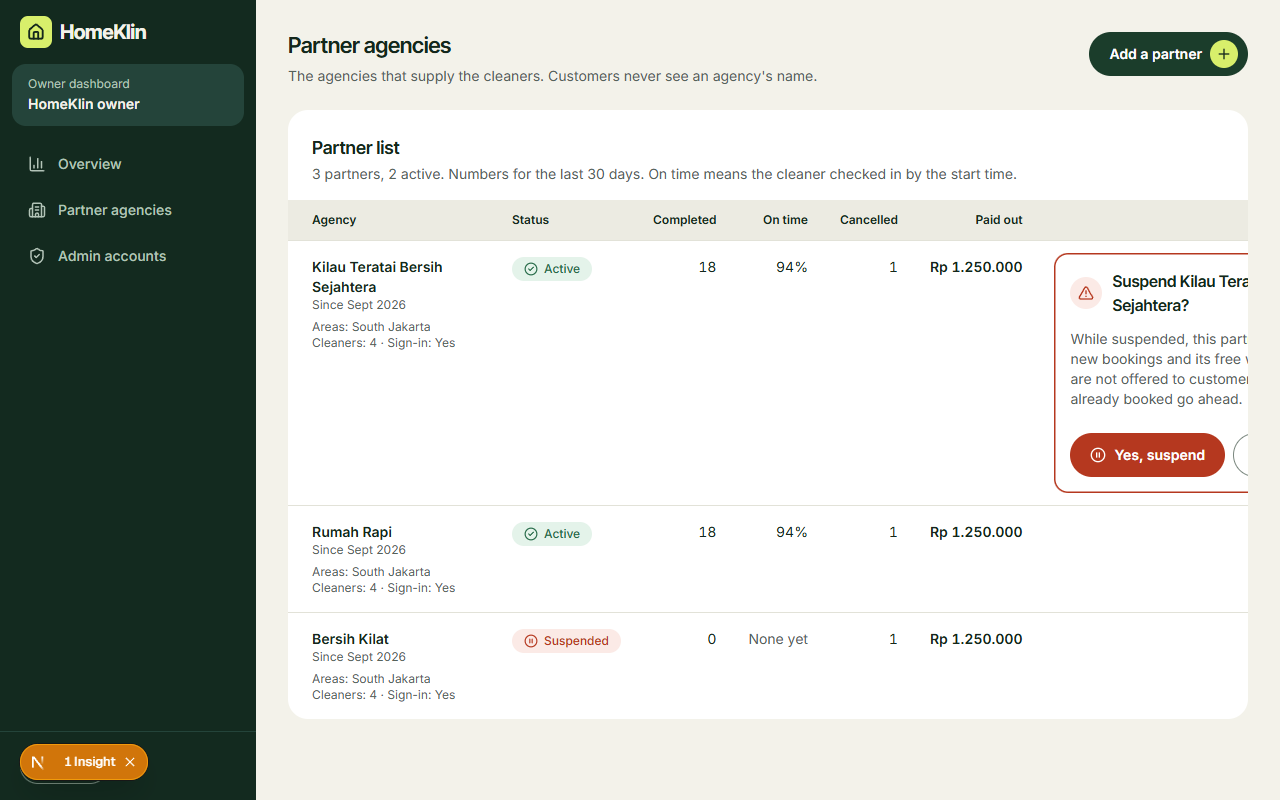 HomeKlin
Owner dashboard
HomeKlin owner
Overview
Partner agencies
Admin accounts
1 Insight
Partner agencies
The agencies that supply the cleaners. Customers never see an agency's name.
Add a partner
Partner list
3 partners, 2 active. Numbers for the last 30 days. On time means the cleaner checked in by the start time.
Agency Status Completed On time Cancelled Paid out
Kilau Teratai Bersih
Sejahtera
Since Sept 2026
Areas: South Jakarta
Cleaners: 4 · Sign-in: Yes
Active 18 94% 1 Rp 1.250.000
Suspend Kilau Tera
Sejahtera?
While suspended, this part
new bookings and its free
are not offered to custome
already booked go ahead.
Yes, suspend
Rumah Rapi
Since Sept 2026
Areas: South Jakarta
Cleaners: 4 · Sign-in: Yes
Active 18 94% 1 Rp 1.250.000
Bersih Kilat
Since Sept 2026
Areas: South Jakarta
Cleaners: 4 · Sign-in: Yes
Suspended 0 None yet 1 Rp 1.250.000